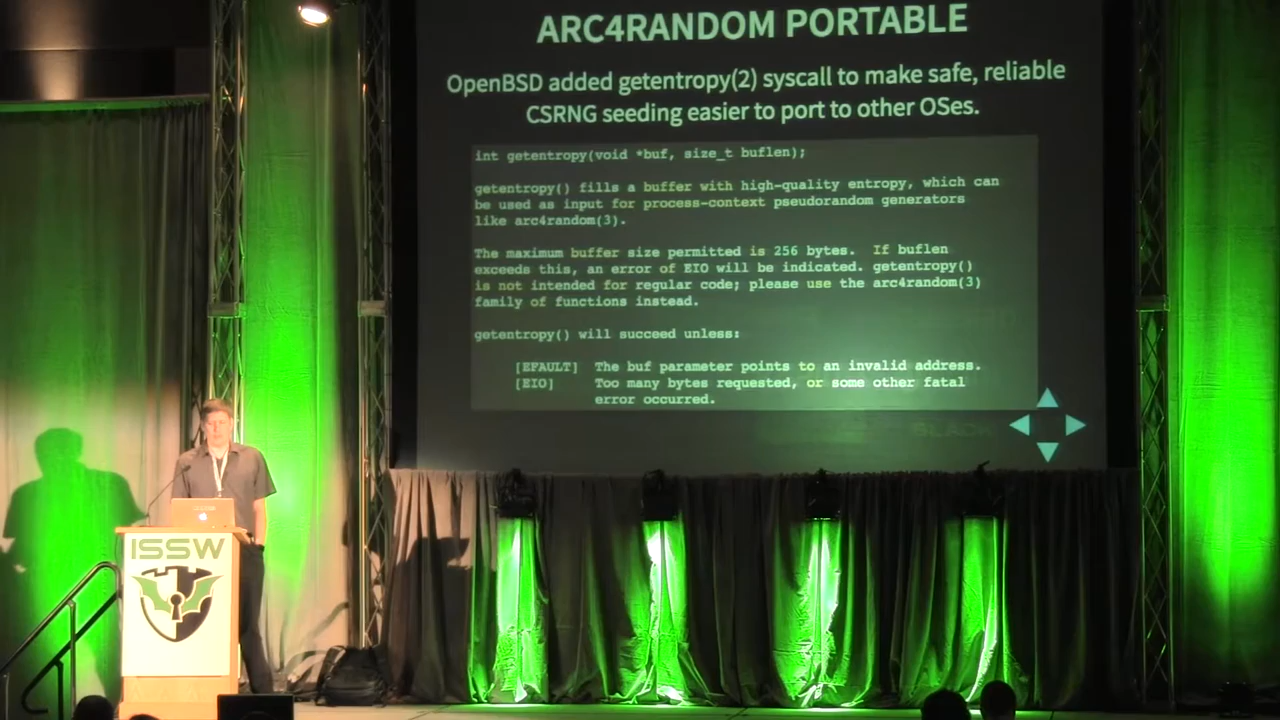 ARC4RANDOM PORTABLE
OpenBSD added getentropy(2) syscall to make safe, reliable
CSRNG seeding easier to port to other OSes.
int getentropy(void *buf, size_t buflen);
getentropy() fills a buffer with high-quality entropy, which can
be used as input for process-context pseudorandom generators
like arc4random(3).
The maximum buffer size permitted is 256 bytes.  If buflen
exceeds this, an error of EIO will be indicated. getentropy()
is not intended for regular code; please use the arc4random(3)
family of functions instead.
getentropy() will succeed unless:
[EFAULT]  The buf parameter points to an invalid address.
[EIO]     Too many bytes requested, or some other fatal
error occurred.
ISSW